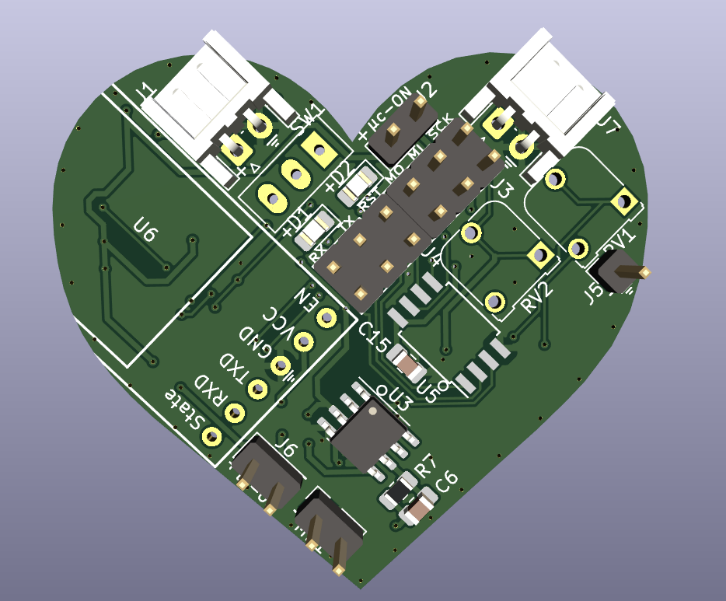 J1
SW1
+
µc-ON
J2
MO MI SCK
RST
+D2
+D1
RX
TX
U6
J3
J4
J7
RV1
J5
RV2
EN
VCC
GND
TXD
RXD
State
C15
U5
U3
R7
C6